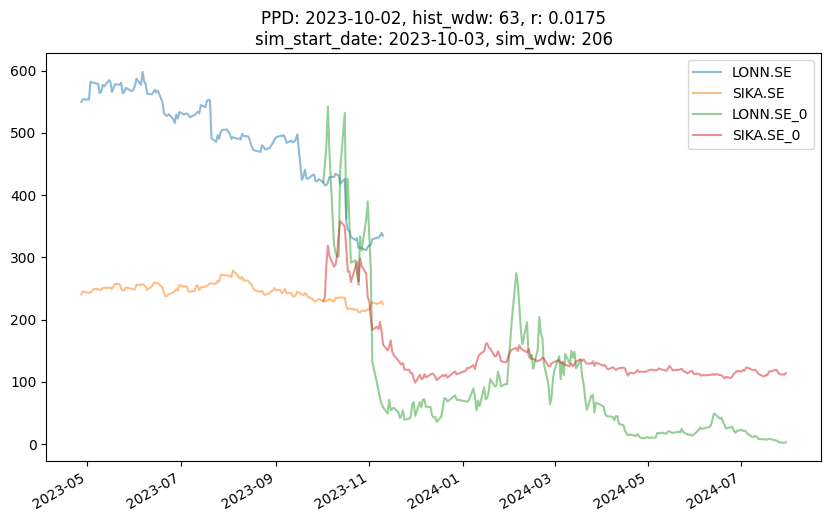 PPD: 2023-10-02, hist_wdw: 63, r: 0.0175
sim_start_date: 2023-10-03, sim_wdw: 206
LONN.SE
SIKA.SE
LONN.SE_0
SIKA.SE_0
600
500
400
300
200
100
0
2023-05
2023-07
2023-09
2023-11
2024-01
2024-03
2024-05
2024-07